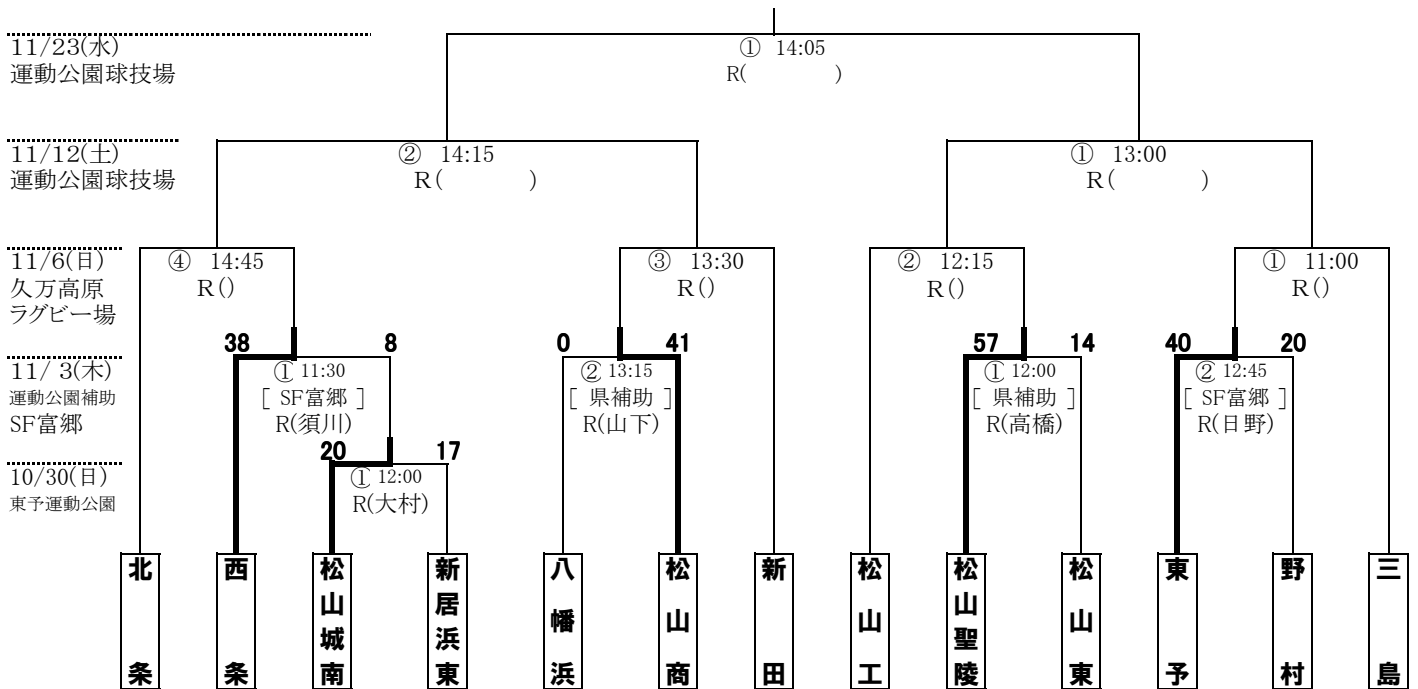 11/23(水)
運動公園球技場
① 14:05
R(　　　)
11/12(土)
運動公園球技場
② 14:15
R(　　　)
① 13:00
R(　　　)
11/6(日)
久万高原
ラグビー場
④ 14:45
R()
③ 13:30
R()
② 12:15
R()
① 11:00
R()
38
8
0
41
57
14
40
20
11/ 3(木)
運動公園補助
SF富郷
① 11:30
[ SF富郷 ]
R(須川)
② 13:15
[ 県補助 ]
R(山下)
① 12:00
[ 県補助 ]
R(高橋)
② 12:45
[ SF富郷 ]
R(日野)
20
17
10/30(日)
東予運動公園
① 12:00
R(大村)
北条
西条
松山城南
新居浜東
八幡浜
松山商
新田
松山工
松山聖陵
松山東
東予
野村
三島